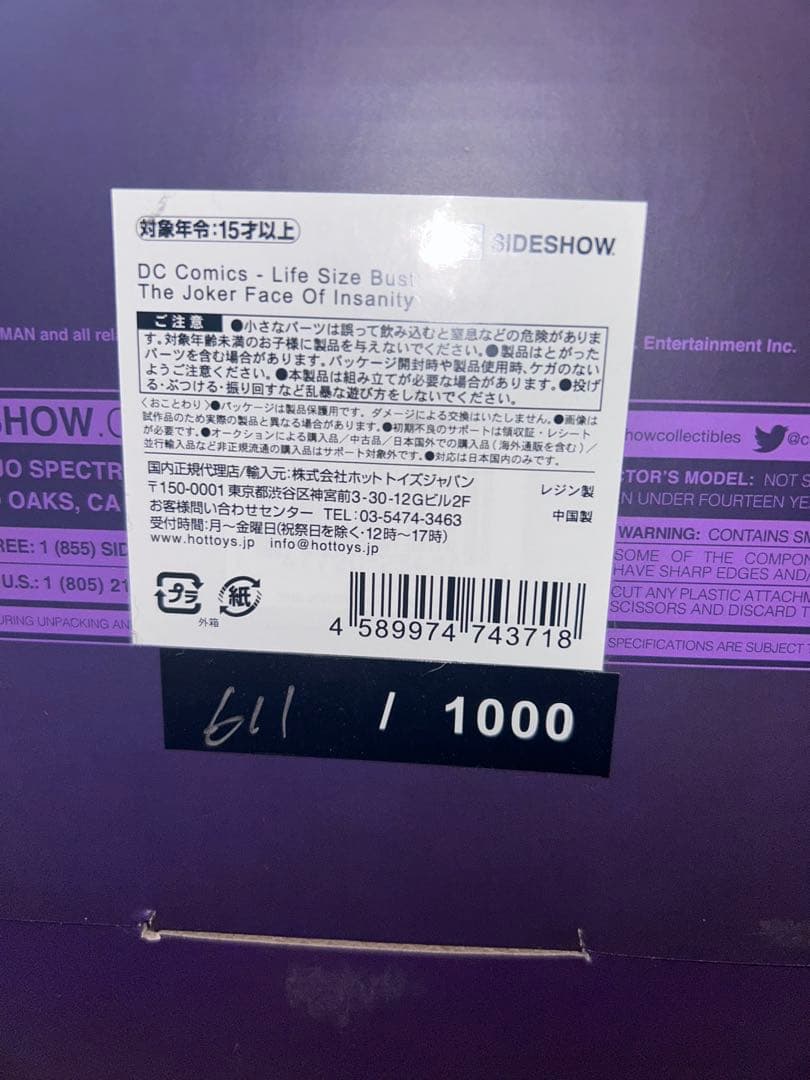 対象年令:15才以上
SIDESHOW.
DC Comics - Life Size Bust
The Joker Face Of Insanity
ご注意 ●小さなパーツは誤って飲み込むと窒息などの危険がありま
す。対象年齢未満のお子様に製品を与えないでください。●製品はとがった
パーツを含む場合があります。パッケージ開封時や製品使用時、ケガのない
ようご注意ください。●本製品は組み立てが必要な場合があります。●投げ
る・ぶつける・振り回すなど乱暴な遊び方をしないでください。
〈おことわり〉●パッケージは製品保護用です。ダメージによる交換はいたしません。●画像は
試作品のため実際の製品と異なる場合があります。●初期不良のサポートは領収証・レシート
が必要です。●オークションによる購入品/中古品/日本国外での購入品(海外通販を含む)/
並行輸入品など非正規流通の購入品はサポート対象外です。●対応は日本国内のみです。
国内正規代理店/輸入元:株式会社ホットトイズジャパン
〒150-0001 東京都渋谷区神宮前3-30-12Gビル2F
お客様問い合わせセンター TEL:03-5474-3463
受付時間:月〜金曜日(祝祭日を除く・12時〜17時)
www.hottoys.jp info@hottoys.jp
レジン製
中国製
プラ
紙
外箱
4 589974 743718
611 / 1000
MAN and all rel
Entertainment Inc.
SHOW.C
JO SPECTR
OAKS, CA
REE: 1 (855) SID
U.S.: 1 (805) 21
URING UNPACKING AN
howcollectibles
@c
TOR'S MODEL: NOT S
N UNDER FOURTEEN YE
WARNING: CONTAINS SM
SOME OF THE COMPON
HAVE SHARP EDGES AND
CUT ANY PLASTIC ATTACHM
SCISSORS AND DISCARD T
SPECIFICATIONS ARE SUBJECT T